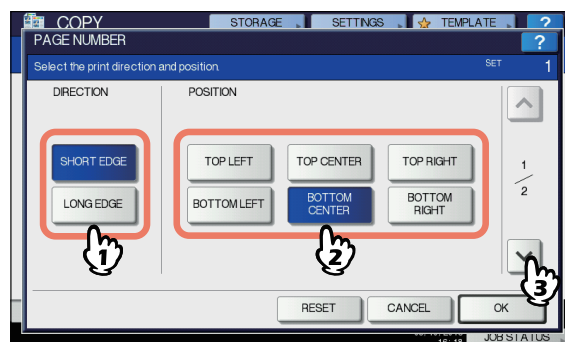 COPY STORAGE SETTINGS TEMPLATE ?
PAGE NUMBER ?
Select the print direction and position. SET 1
DIRECTION POSITION
SHORT EDGE TOP LEFT TOP CENTER TOP RIGHT
1
2
LONG EDGE BOTTOM LEFT BOTTOM CENTER BOTTOM RIGHT
1 2 3
RESET CANCEL OK
16:18 JOB STATUS